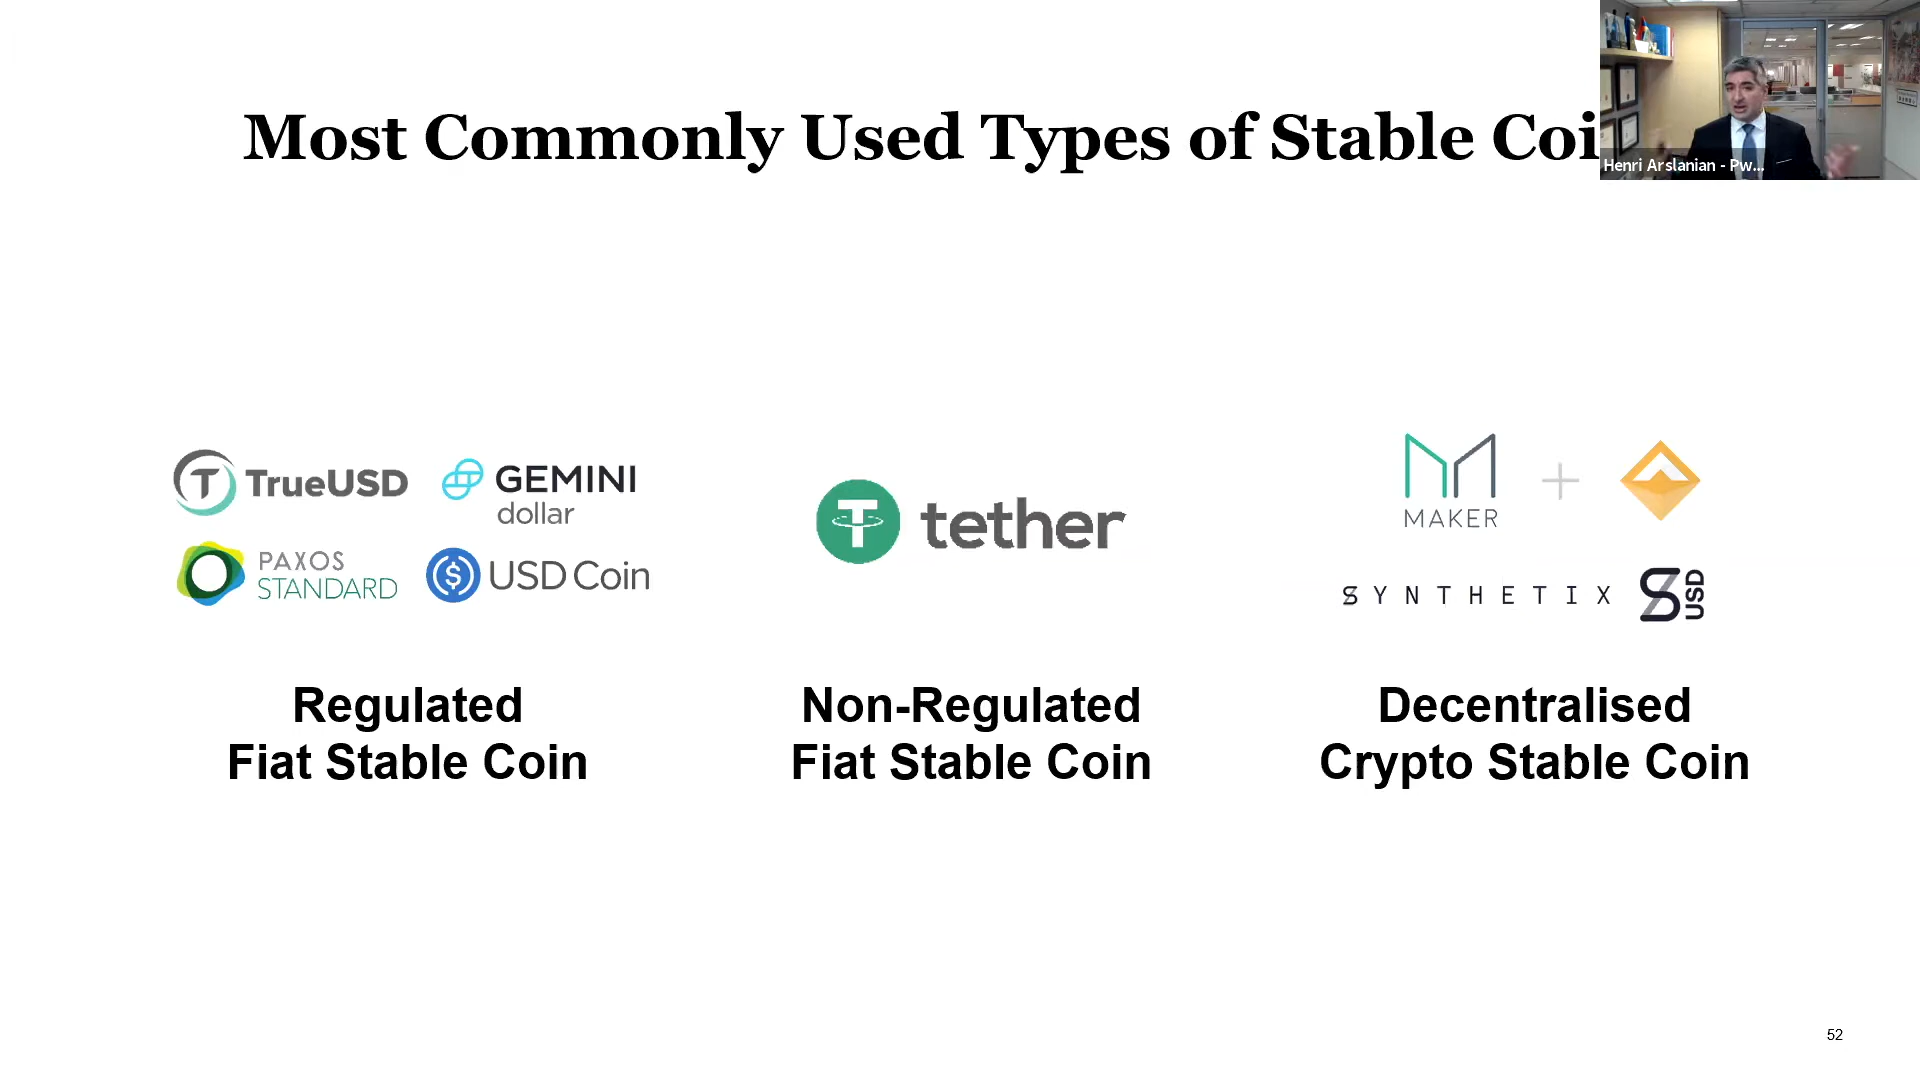 Most Commonly Used Types of Stable Coi
Henri Arslanian - Pw...
TrueUSD
GEMINI
dollar
PAXOS
STANDARD
USD Coin
tether
MAKER
SYNTHETIX
USD
Regulated
Fiat Stable Coin
Non-Regulated
Fiat Stable Coin
Decentralised
Crypto Stable Coin
52